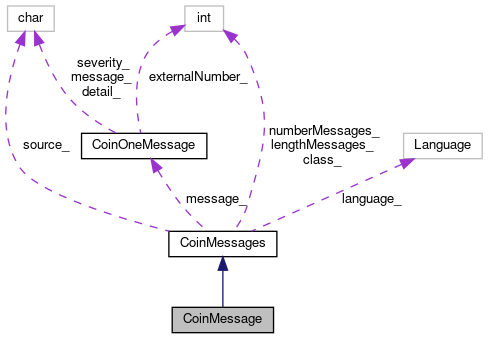 char
int
severity_
message_
detail_
externalNumber_
source_
CoinOneMessage
numberMessages_
lengthMessages_
class_
Language
message_
language_
CoinMessages
CoinMessage